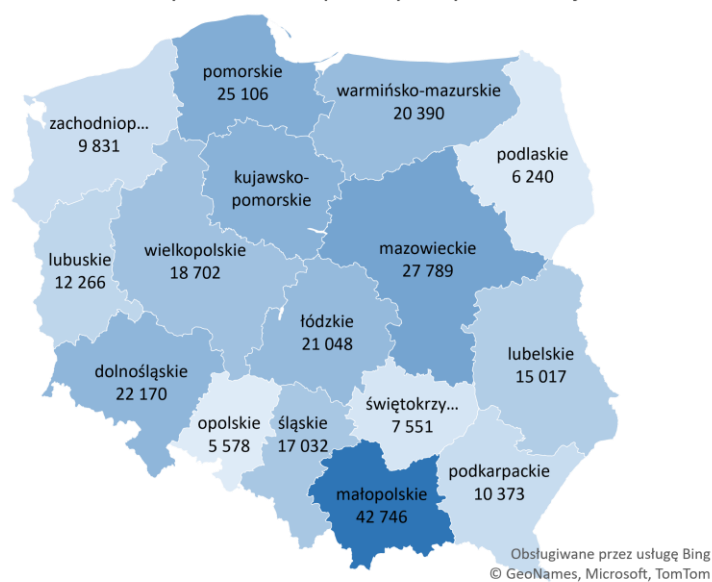 pomorskie
25 106
warmińsko-mazurskie
20 390
zachodniop...
9 831
podlaskie
6 240
kujawsko-
pomorskie
mazowieckie
27 789
wielkopolskie
18 702
lubuskie
12 266
łódzkie
21 048
lubelskie
15 017
dolnośląskie
22 170
świętokrzy...
7 551
opolskie
5 578
śląskie
17 032
podkarpackie
10 373
małopolskie
42 746
Obsługiwane przez usługę Bing
© GeoNames, Microsoft, TomTom